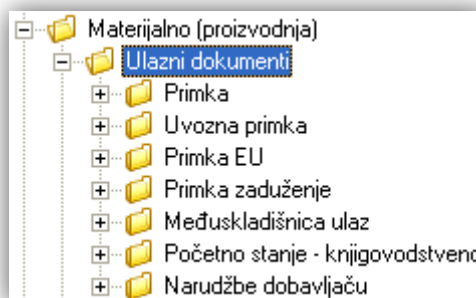 Materijalno (proizvodnja)
Ulazni dokumenti
Primka
Uvozna primka
Primka EU
Primka zaduženje
Međuskladišnica ulaz
Početno stanje - knjigovodstveno
Narudžbe dobavljaču